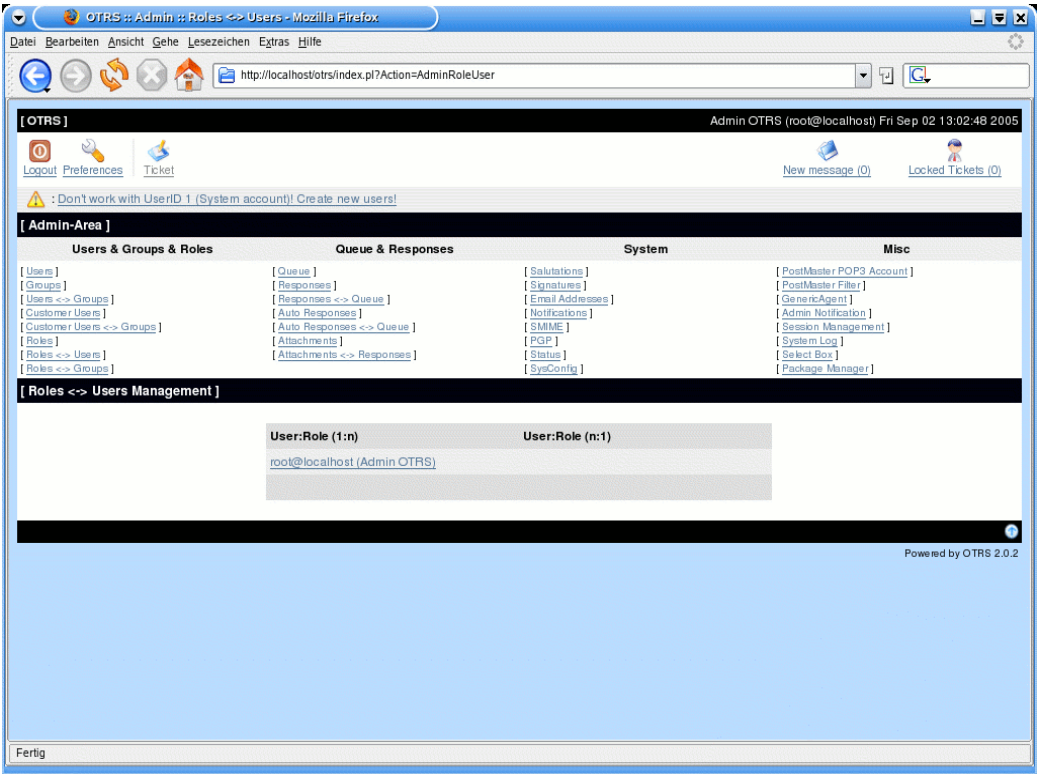 OTRS :: Admin :: Roles <-> Users - Mozilla Firefox
Datei Bearbeiten Ansicht Gehe Lesezeichen Extras Hilfe
http://localhost/otrs/index.pl?Action=AdminRoleUser
[ OTRS ] Admin OTRS (root@localhost) Fri Sep 02 13:02:48 2005
Logout Preferences Ticket New message (0) Locked Tickets (0)
: Don't work with UserID 1 (System account)! Create new users!
[ Admin-Area ]
Users & Groups & Roles Queue & Responses System Misc
[ Users ] [ Queue ] [ Salutations ] [ PostMaster POP3 Account ]
[ Groups ] [ Responses ] [ Signatures ] [ PostMaster Filter ]
[ Users <-> Groups ] [ Responses <-> Queue ] [ Email Addresses ] [ GenericAgent ]
[ Customer Users ] [ Auto Responses ] [ Notifications ] [ Admin Notification ]
[ Customer Users <-> Groups ] [ Auto Responses <-> Queue ] [ SMIME ] [ Session Management ]
[ Roles ] [ Attachments ] [ PGP ] [ System Log ]
[ Roles <-> Users ] [ Attachments <-> Responses ] [ Status ] [ Select Box ]
[ Roles <-> Groups ] [ SysConfig ] [ Package Manager ]
[ Roles <-> Users Management ]
User:Role (1:n) User:Role (n:1)
root@localhost (Admin OTRS)
Powered by OTRS 2.0.2
Fertig